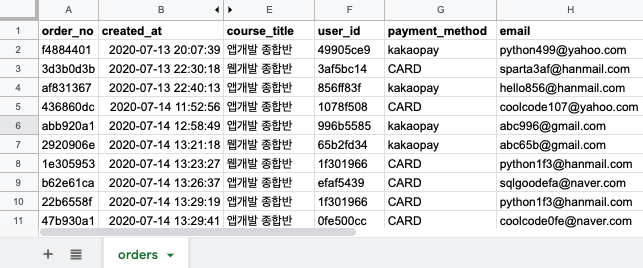 A B E F G H
1 order_no created_at course_title user_id payment_method email
2 f4884401 2020-07-13 20:07:39 앱개발 종합반 49905ce9 kakaopay python499@yahoo.com
3 3d3b0d3b 2020-07-13 22:30:18 웹개발 종합반 3af5bc14 CARD sparta3af@hanmail.com
4 af831367 2020-07-13 22:40:13 앱개발 종합반 856ff83f kakaopay hello856@hanmail.com
5 436860dc 2020-07-14 11:52:56 앱개발 종합반 1078f508 CARD coolcode107@yahoo.com
6 abb920a1 2020-07-14 12:58:49 앱개발 종합반 996b5585 kakaopay abc996@gmail.com
7 2920906e 2020-07-14 13:21:18 웹개발 종합반 65b2fd34 kakaopay abc65b@gmail.com
8 1e305953 2020-07-14 13:23:27 웹개발 종합반 1f301966 CARD python1f3@hanmail.com
9 b62e61ca 2020-07-14 13:26:37 앱개발 종합반 efaf5439 CARD sqlgoodefa@naver.com
10 22b6558f 2020-07-14 13:29:19 앱개발 종합반 1f301966 CARD python1f3@hanmail.com
11 47b930a1 2020-07-14 13:29:41 앱개발 종합반 0fe500cc CARD coolcode0fe@naver.com
orders